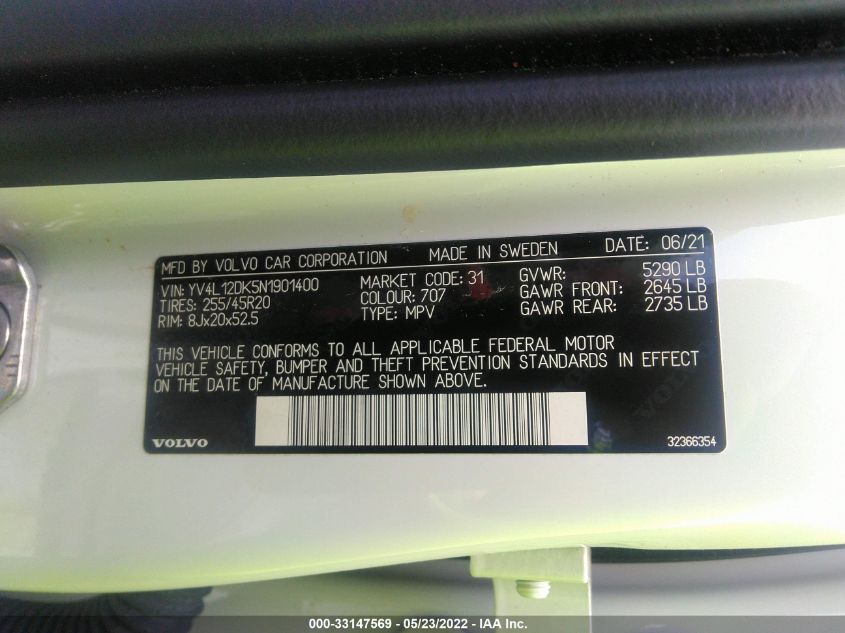 MFD BY VOLVO CAR CORPORATION MADE IN SWEDEN DATE: 06/21
VIN: YV4L12DK5N1901400 MARKET CODE: 31 GVWR: 5290 LB
TIRES: 255/45R20 COLOUR: 707 GAWR FRONT: 2645 LB
RIM: 8Jx20x52.5 TYPE: MPV GAWR REAR: 2735 LB
THIS VEHICLE CONFORMS TO ALL APPLICABLE FEDERAL MOTOR
VEHICLE SAFETY, BUMPER AND THEFT PREVENTION STANDARDS IN EFFECT
ON THE DATE OF MANUFACTURE SHOWN ABOVE.
VOLVO 32366354
000-33147569 - 05/23/2022 - IAA Inc.